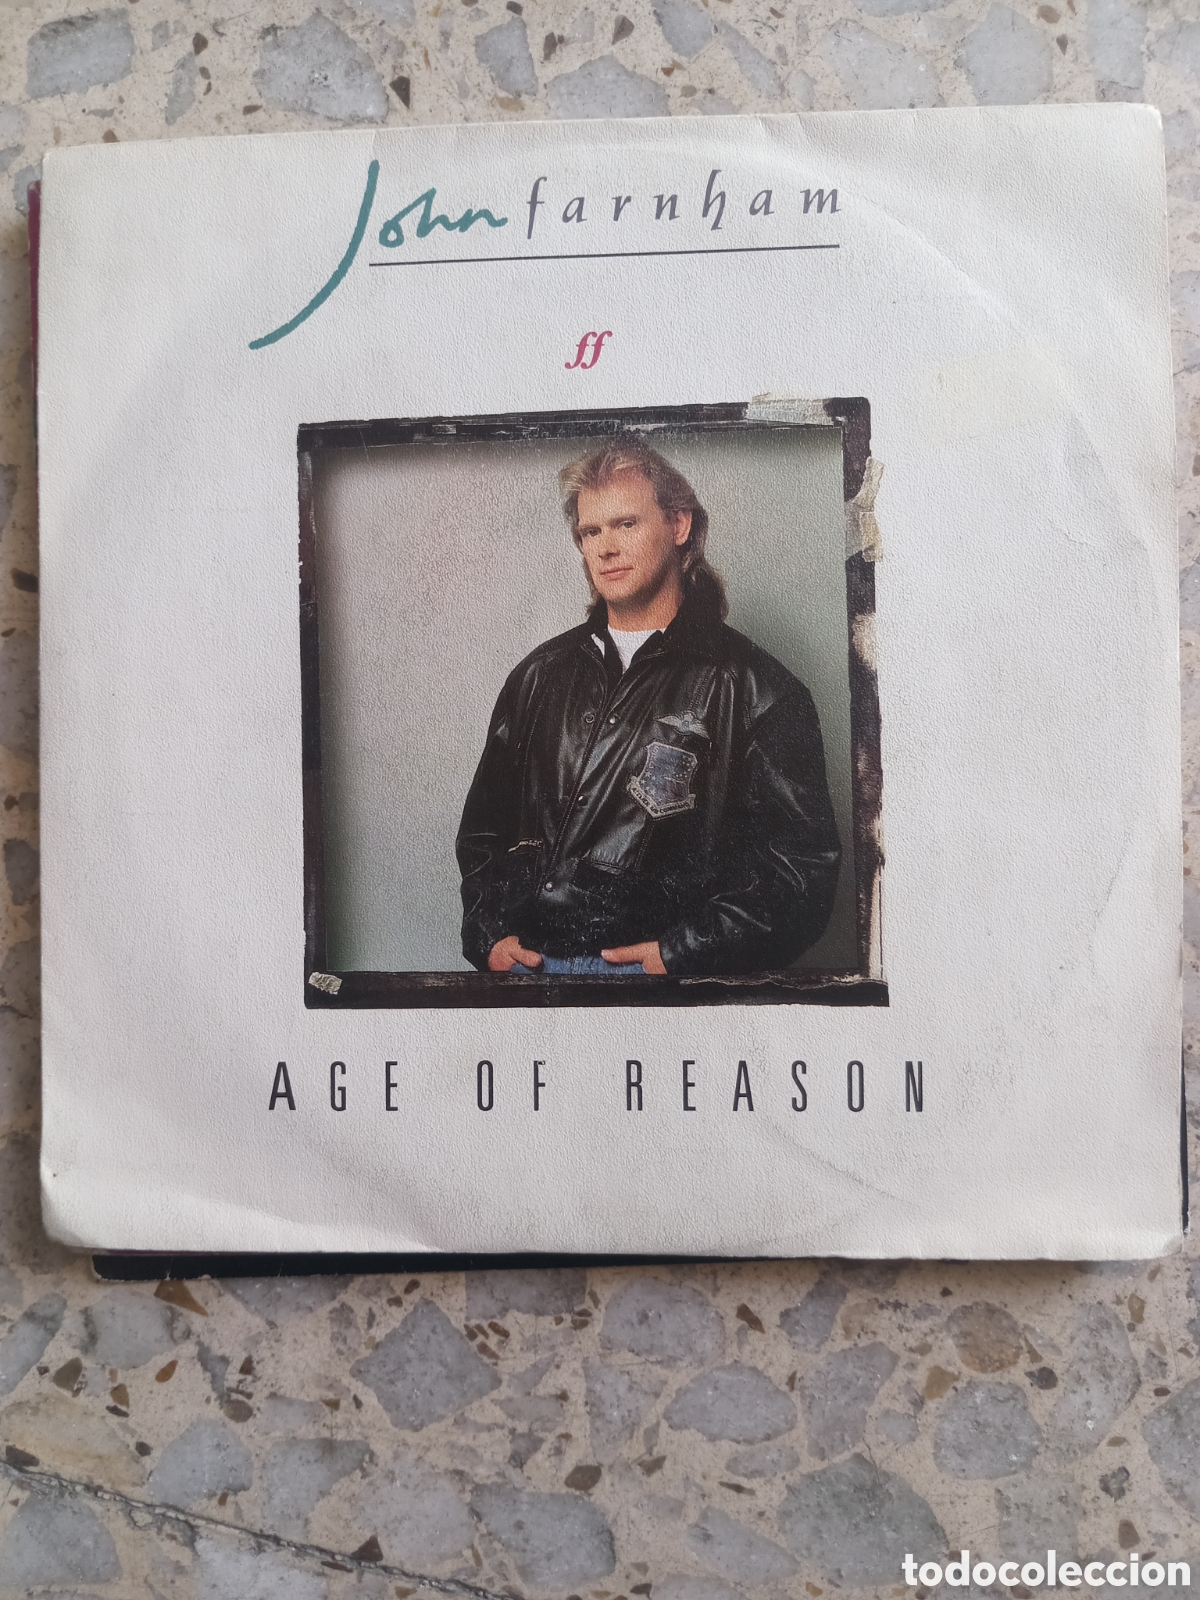 John farnham
ff
AGE OF REASON
todocoleccion